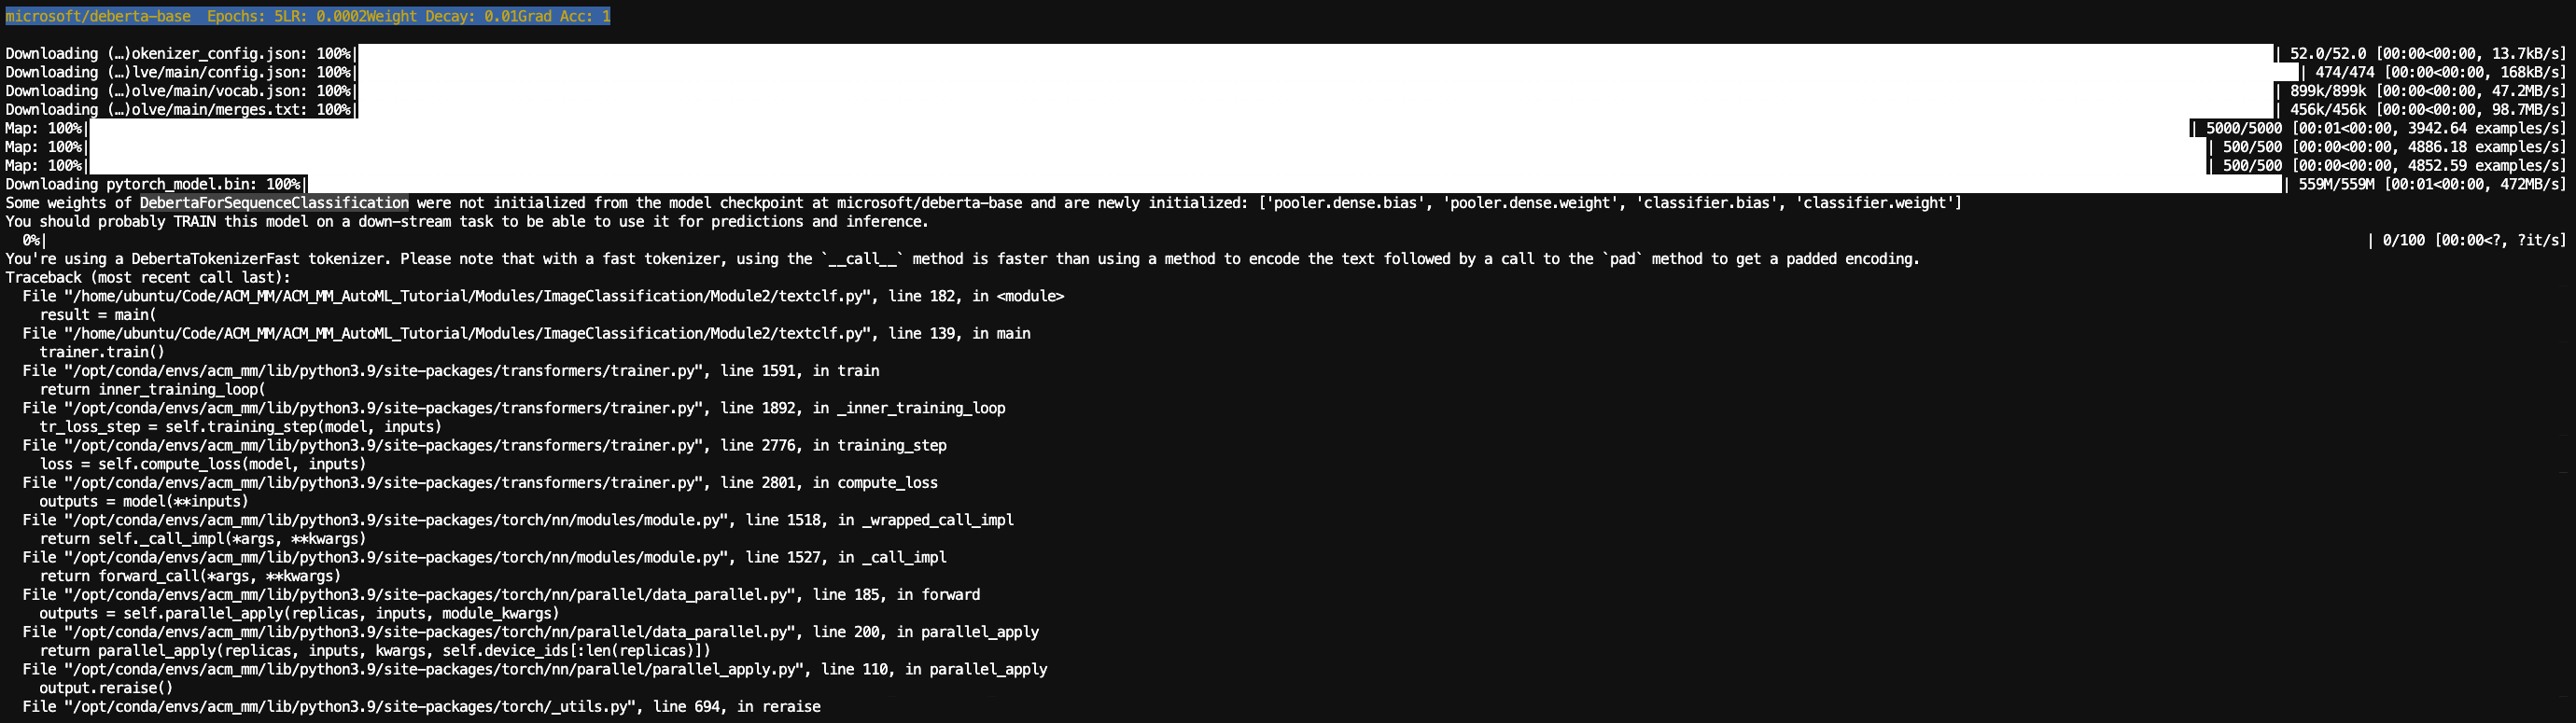 microsoft/deberta-base  Epochs: 5LR: 0.0002Weight Decay: 0.01Grad Acc: 1
Downloading (…)okenizer_config.json: 100%| | 52.0/52.0 [00:00<00:00, 13.7kB/s]
Downloading (…)lve/main/config.json: 100%| | 474/474 [00:00<00:00, 168kB/s]
Downloading (…)olve/main/vocab.json: 100%| | 899k/899k [00:00<00:00, 47.2MB/s]
Downloading (…)olve/main/merges.txt: 100%| | 456k/456k [00:00<00:00, 98.7MB/s]
Map: 100%| | 5000/5000 [00:01<00:00, 3942.64 examples/s]
Map: 100%| | 500/500 [00:00<00:00, 4886.18 examples/s]
Map: 100%| | 500/500 [00:00<00:00, 4852.59 examples/s]
Downloading pytorch_model.bin: 100%| | 559M/559M [00:01<00:00, 472MB/s]
Some weights of DebertaForSequenceClassification were not initialized from the model checkpoint at microsoft/deberta-base and are newly initialized: ['pooler.dense.bias', 'pooler.dense.weight', 'classifier.bias', 'classifier.weight']
You should probably TRAIN this model on a down-stream task to be able to use it for predictions and inference.
  0%| | 0/100 [00:00<?, ?it/s]
You're using a DebertaTokenizerFast tokenizer. Please note that with a fast tokenizer, using the `__call__` method is faster than using a method to encode the text followed by a call to the `pad` method to get a padded encoding.
Traceback (most recent call last):
  File "/home/ubuntu/Code/ACM_MM/ACM_MM_AutoML_Tutorial/Modules/ImageClassification/Module2/textclf.py", line 182, in <module>
    result = main(
  File "/home/ubuntu/Code/ACM_MM/ACM_MM_AutoML_Tutorial/Modules/ImageClassification/Module2/textclf.py", line 139, in main
    trainer.train()
  File "/opt/conda/envs/acm_mm/lib/python3.9/site-packages/transformers/trainer.py", line 1591, in train
    return inner_training_loop(
  File "/opt/conda/envs/acm_mm/lib/python3.9/site-packages/transformers/trainer.py", line 1892, in _inner_training_loop
    tr_loss_step = self.training_step(model, inputs)
  File "/opt/conda/envs/acm_mm/lib/python3.9/site-packages/transformers/trainer.py", line 2776, in training_step
    loss = self.compute_loss(model, inputs)
  File "/opt/conda/envs/acm_mm/lib/python3.9/site-packages/transformers/trainer.py", line 2801, in compute_loss
    outputs = model(**inputs)
  File "/opt/conda/envs/acm_mm/lib/python3.9/site-packages/torch/nn/modules/module.py", line 1518, in _wrapped_call_impl
    return self._call_impl(*args, **kwargs)
  File "/opt/conda/envs/acm_mm/lib/python3.9/site-packages/torch/nn/modules/module.py", line 1527, in _call_impl
    return forward_call(*args, **kwargs)
  File "/opt/conda/envs/acm_mm/lib/python3.9/site-packages/torch/nn/parallel/data_parallel.py", line 185, in forward
    outputs = self.parallel_apply(replicas, inputs, module_kwargs)
  File "/opt/conda/envs/acm_mm/lib/python3.9/site-packages/torch/nn/parallel/data_parallel.py", line 200, in parallel_apply
    return parallel_apply(replicas, inputs, kwargs, self.device_ids[:len(replicas)])
  File "/opt/conda/envs/acm_mm/lib/python3.9/site-packages/torch/nn/parallel/parallel_apply.py", line 110, in parallel_apply
    output.reraise()
  File "/opt/conda/envs/acm_mm/lib/python3.9/site-packages/torch/_utils.py", line 694, in reraise